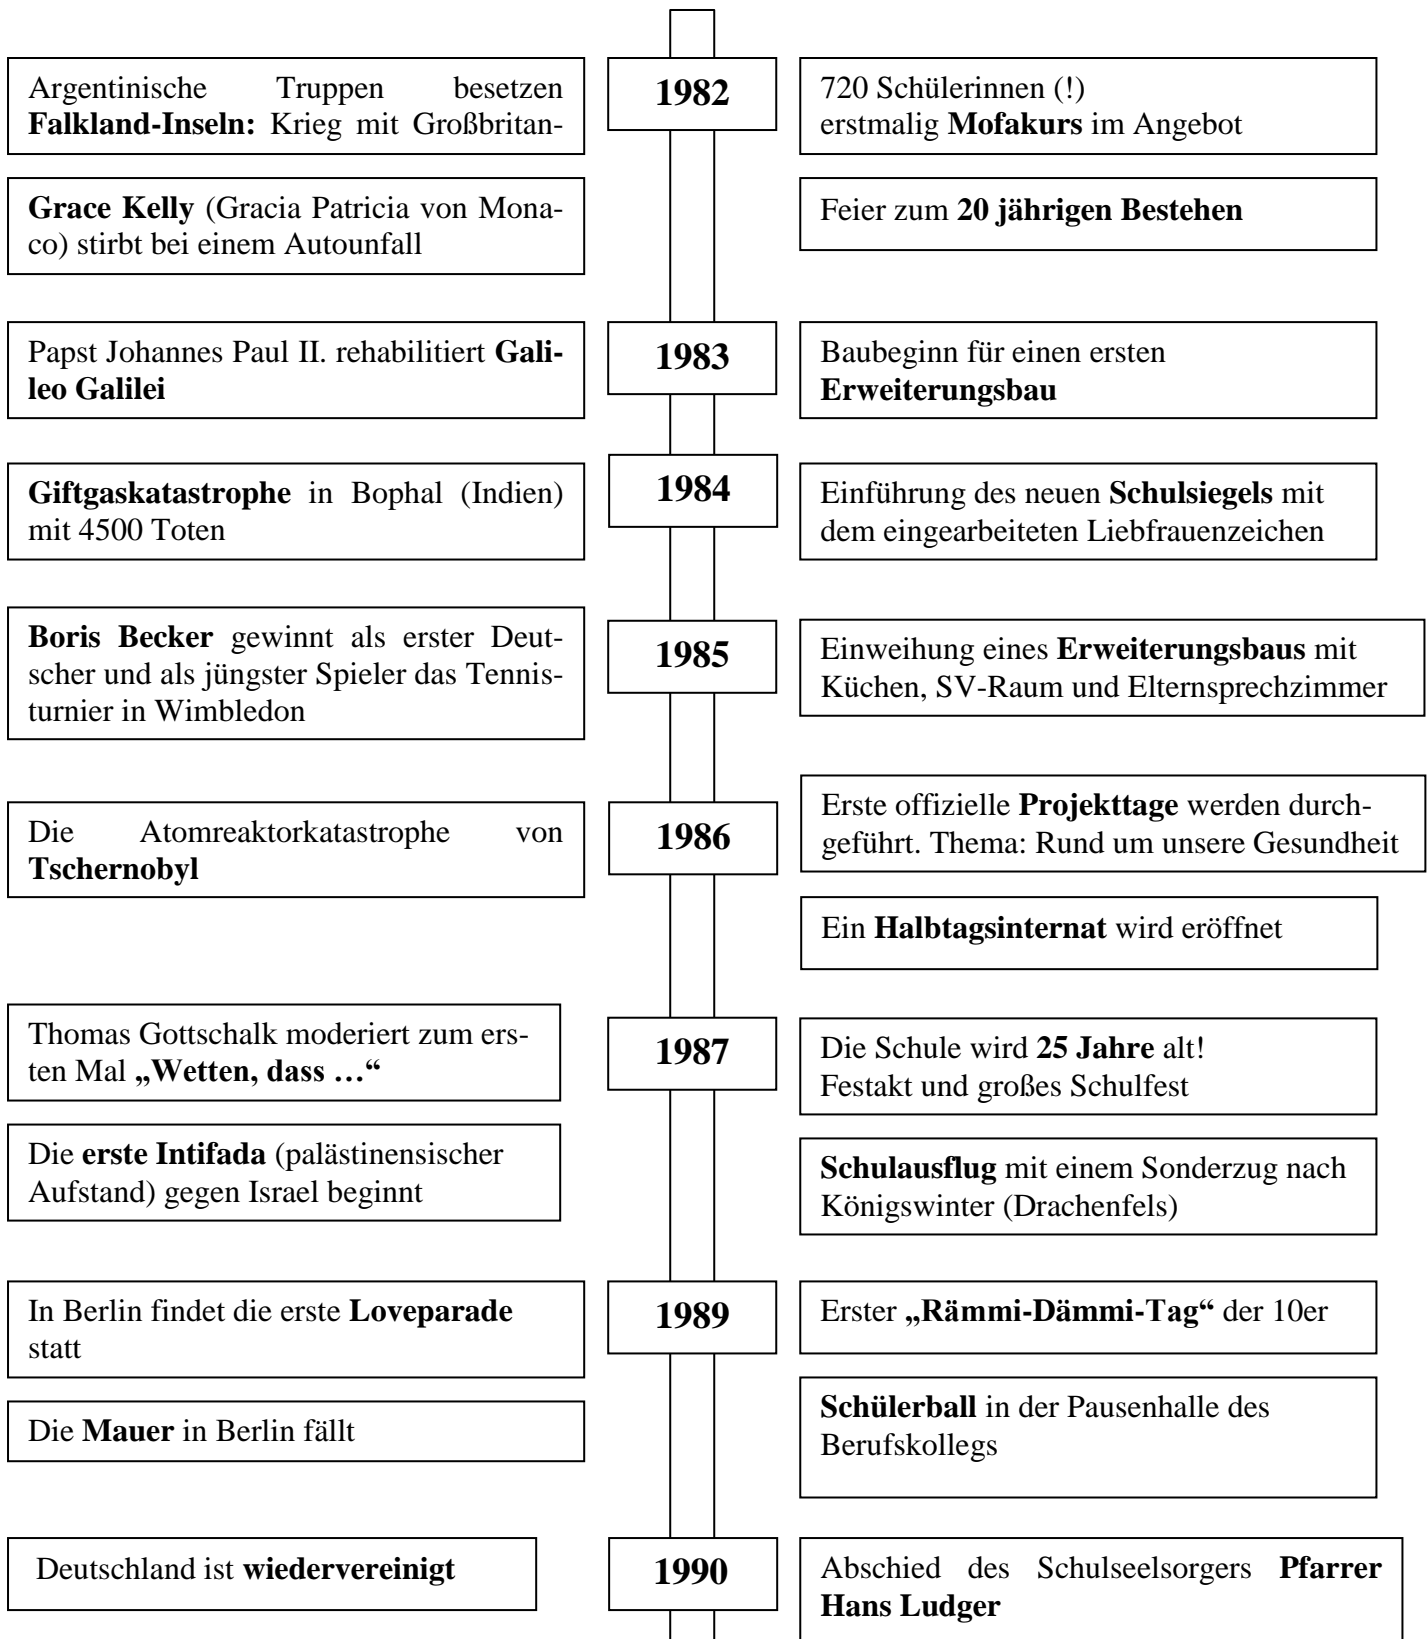 1982
Argentinische Truppen besetzen
Falkland-Inseln: Krieg mit Großbritan-
720 Schülerinnen (!)
erstmalig Mofakurs im Angebot
Grace Kelly (Gracia Patricia von Mona-
co) stirbt bei einem Autounfall
Feier zum 20 jährigen Bestehen
1983
Papst Johannes Paul II. rehabilitiert Gali-
leo Galilei
Baubeginn für einen ersten
Erweiterungsbau
1984
Giftgaskatastrophe in Bophal (Indien)
mit 4500 Toten
Einführung des neuen Schulsiegels mit
dem eingearbeiteten Liebfrauenzeichen
1985
Boris Becker gewinnt als erster Deut-
scher und als jüngster Spieler das Tennis-
turnier in Wimbledon
Einweihung eines Erweiterungsbaus mit
Küchen, SV-Raum und Elternsprechzimmer
1986
Die Atomreaktorkatastrophe von
Tschernobyl
Erste offizielle Projekttage werden durch-
geführt. Thema: Rund um unsere Gesundheit
Ein Halbtagsinternat wird eröffnet
1987
Thomas Gottschalk moderiert zum ers-
ten Mal „Wetten, dass …“
Die Schule wird 25 Jahre alt!
Festakt und großes Schulfest
Die erste Intifada (palästinensischer
Aufstand) gegen Israel beginnt
Schulausflug mit einem Sonderzug nach
Königswinter (Drachenfels)
1989
In Berlin findet die erste Loveparade
statt
Erster „Rämmi-Dämmi-Tag“ der 10er
Die Mauer in Berlin fällt
Schülerball in der Pausenhalle des
Berufskollegs
1990
Deutschland ist wiedervereinigt
Abschied des Schulseelsorgers Pfarrer
Hans Ludger